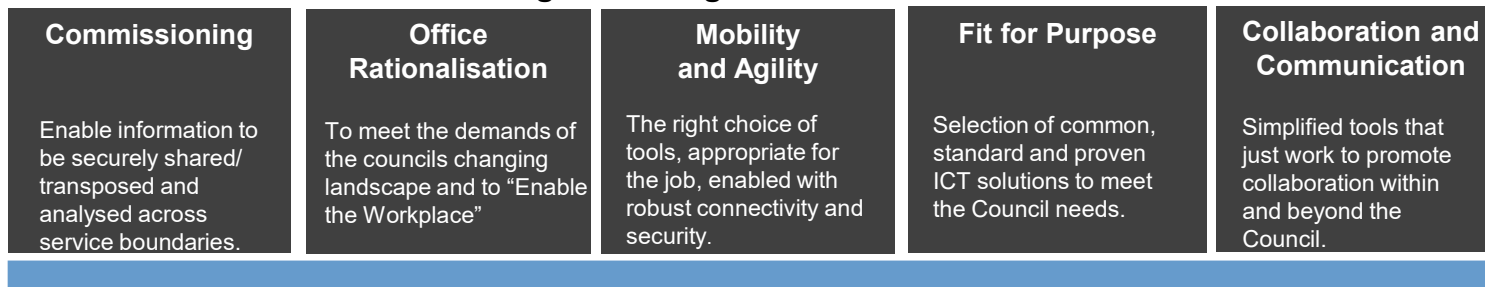 Commissioning
Enable information to
be securely shared/
transposed and
analysed across
service boundaries.
Office
Rationalisation
To meet the demands of
the councils changing
landscape and to “Enable
the Workplace”
Mobility
and Agility
The right choice of
tools, appropriate for
the job, enabled with
robust connectivity and
security.
Fit for Purpose
Selection of common,
standard and proven
ICT solutions to meet
the Council needs.
Collaboration and
Communication
Simplified tools that
just work to promote
collaboration within
and beyond the
Council.